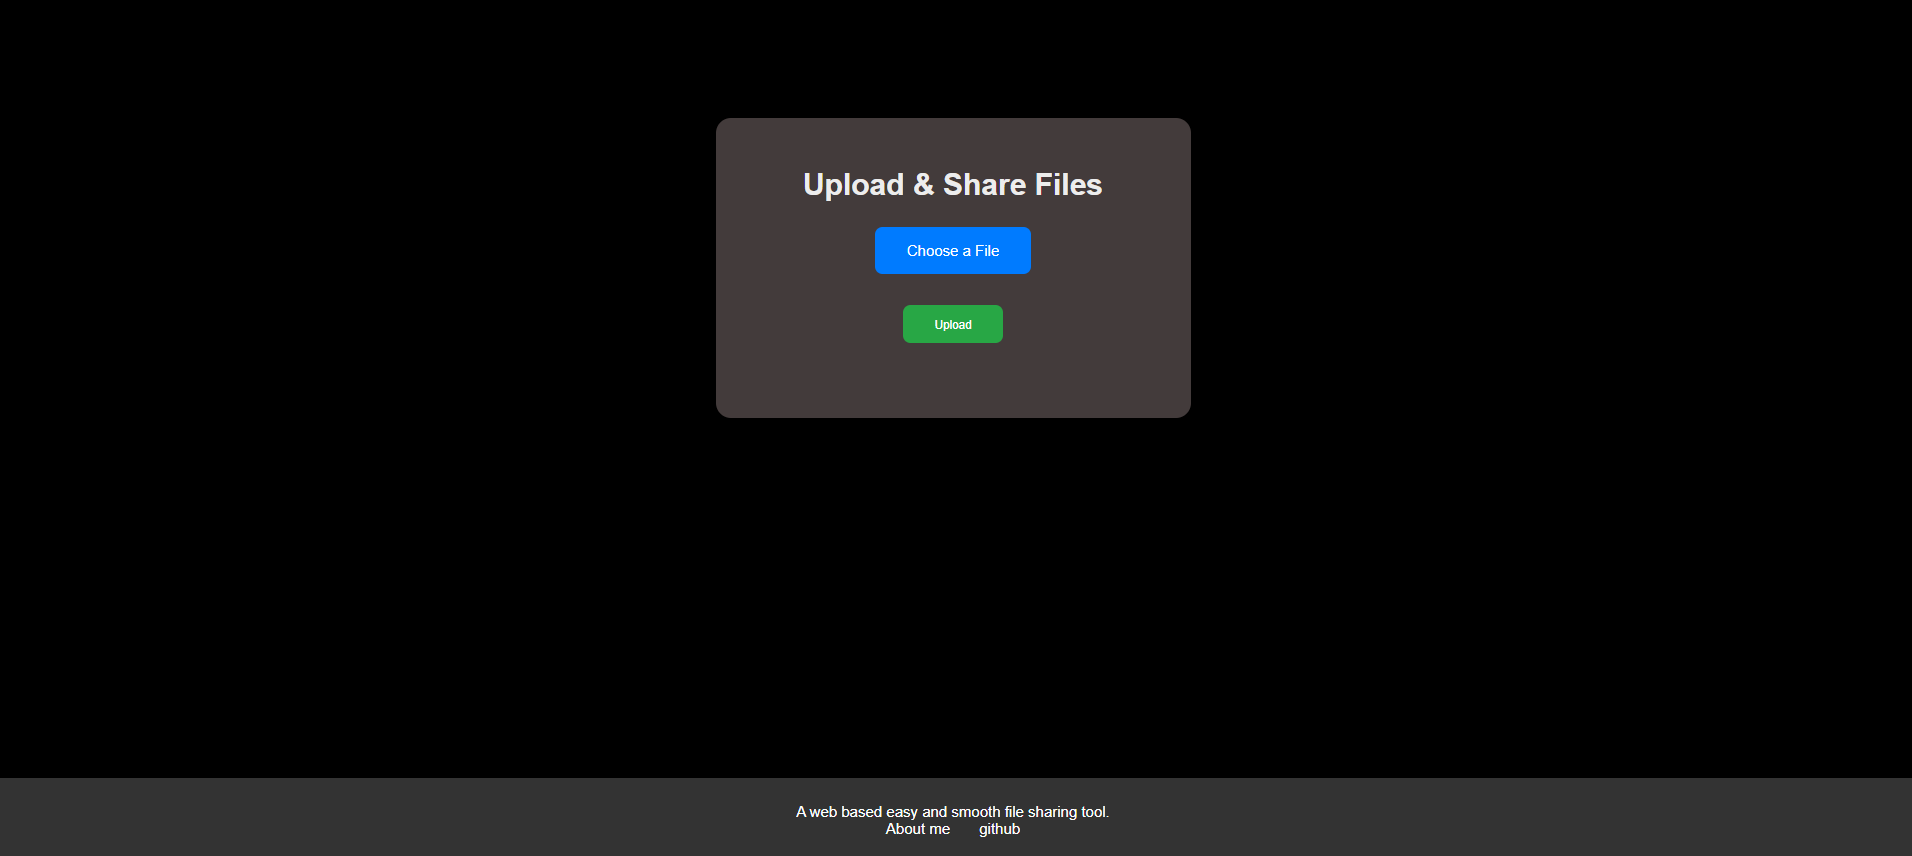 Upload & Share Files
Choose a File
Upload
A web based easy and smooth file sharing tool.
About me github